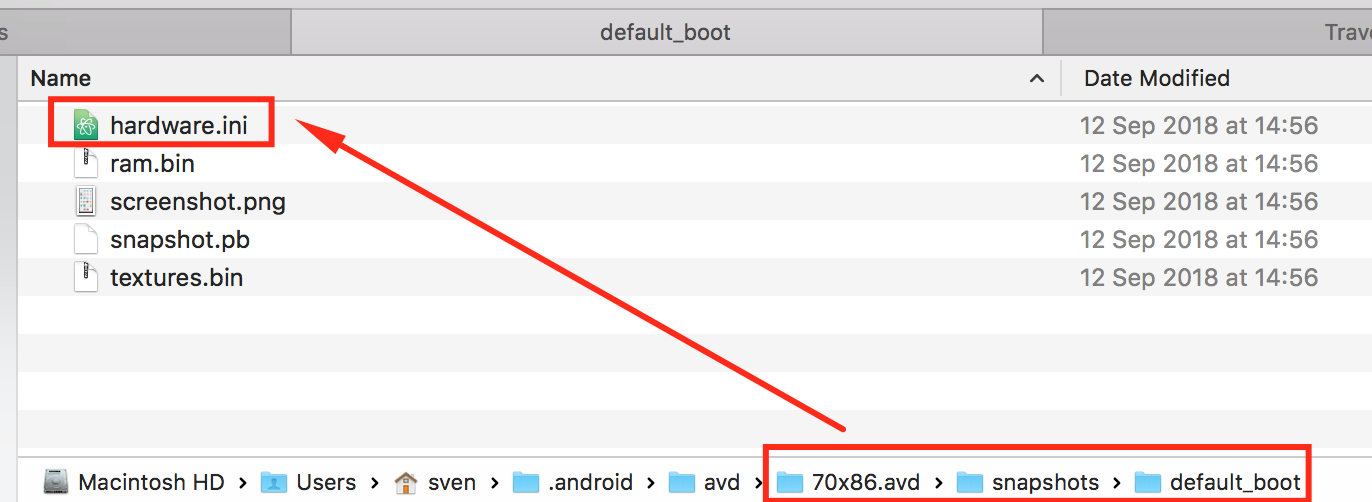 s default_boot Trav
Name Date Modified
hardware.ini 12 Sep 2018 at 14:56
ram.bin 12 Sep 2018 at 14:56
screenshot.png 12 Sep 2018 at 14:56
snapshot.pb 12 Sep 2018 at 14:56
textures.bin 12 Sep 2018 at 14:56
Macintosh HD › Users › sven › .android › avd › 70x86.avd › snapshots › default_boot